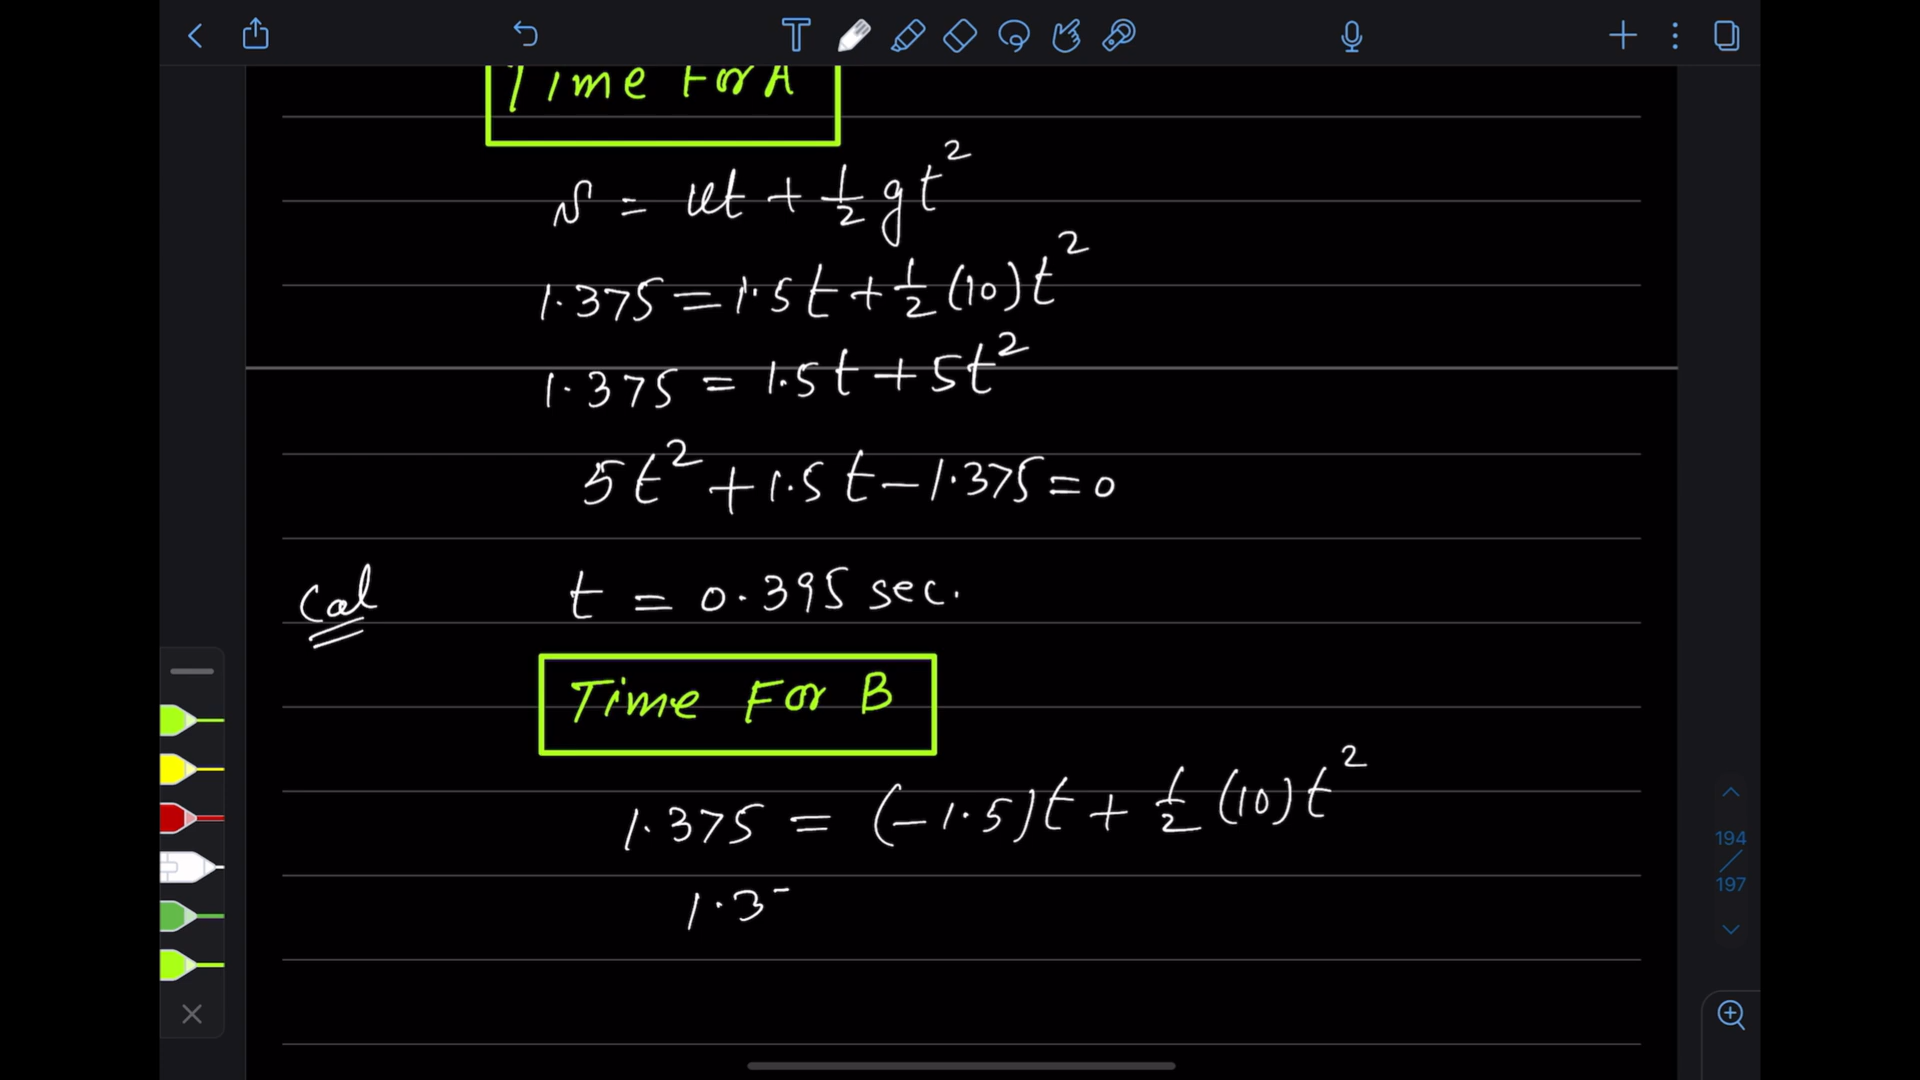 Time For A
s = ut + 1/2 gt²
1.375 = 1.5t + 1/2 (10)t²
1.375 = 1.5t + 5t²
5t² + 1.5t - 1.375 = 0
Cal t = 0.395 sec.
Time For B
1.375 = (-1.5)t + 1/2 (10)t²
1.3
194
/
197